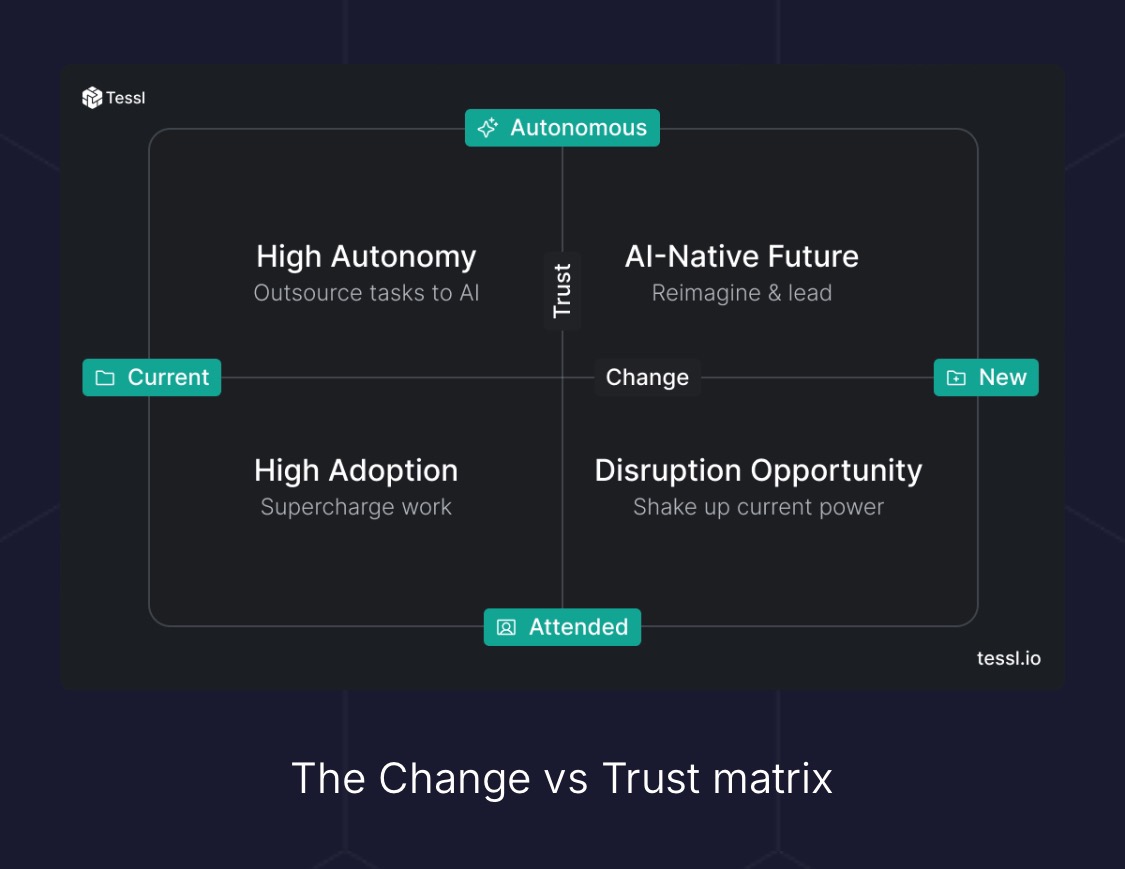 Tessl
Autonomous
High Autonomy
Outsource tasks to AI
AI-Native Future
Reimagine & lead
Trust
Current
Change
New
High Adoption
Supercharge work
Disruption Opportunity
Shake up current power
Attended
tessl.io
The Change vs Trust matrix